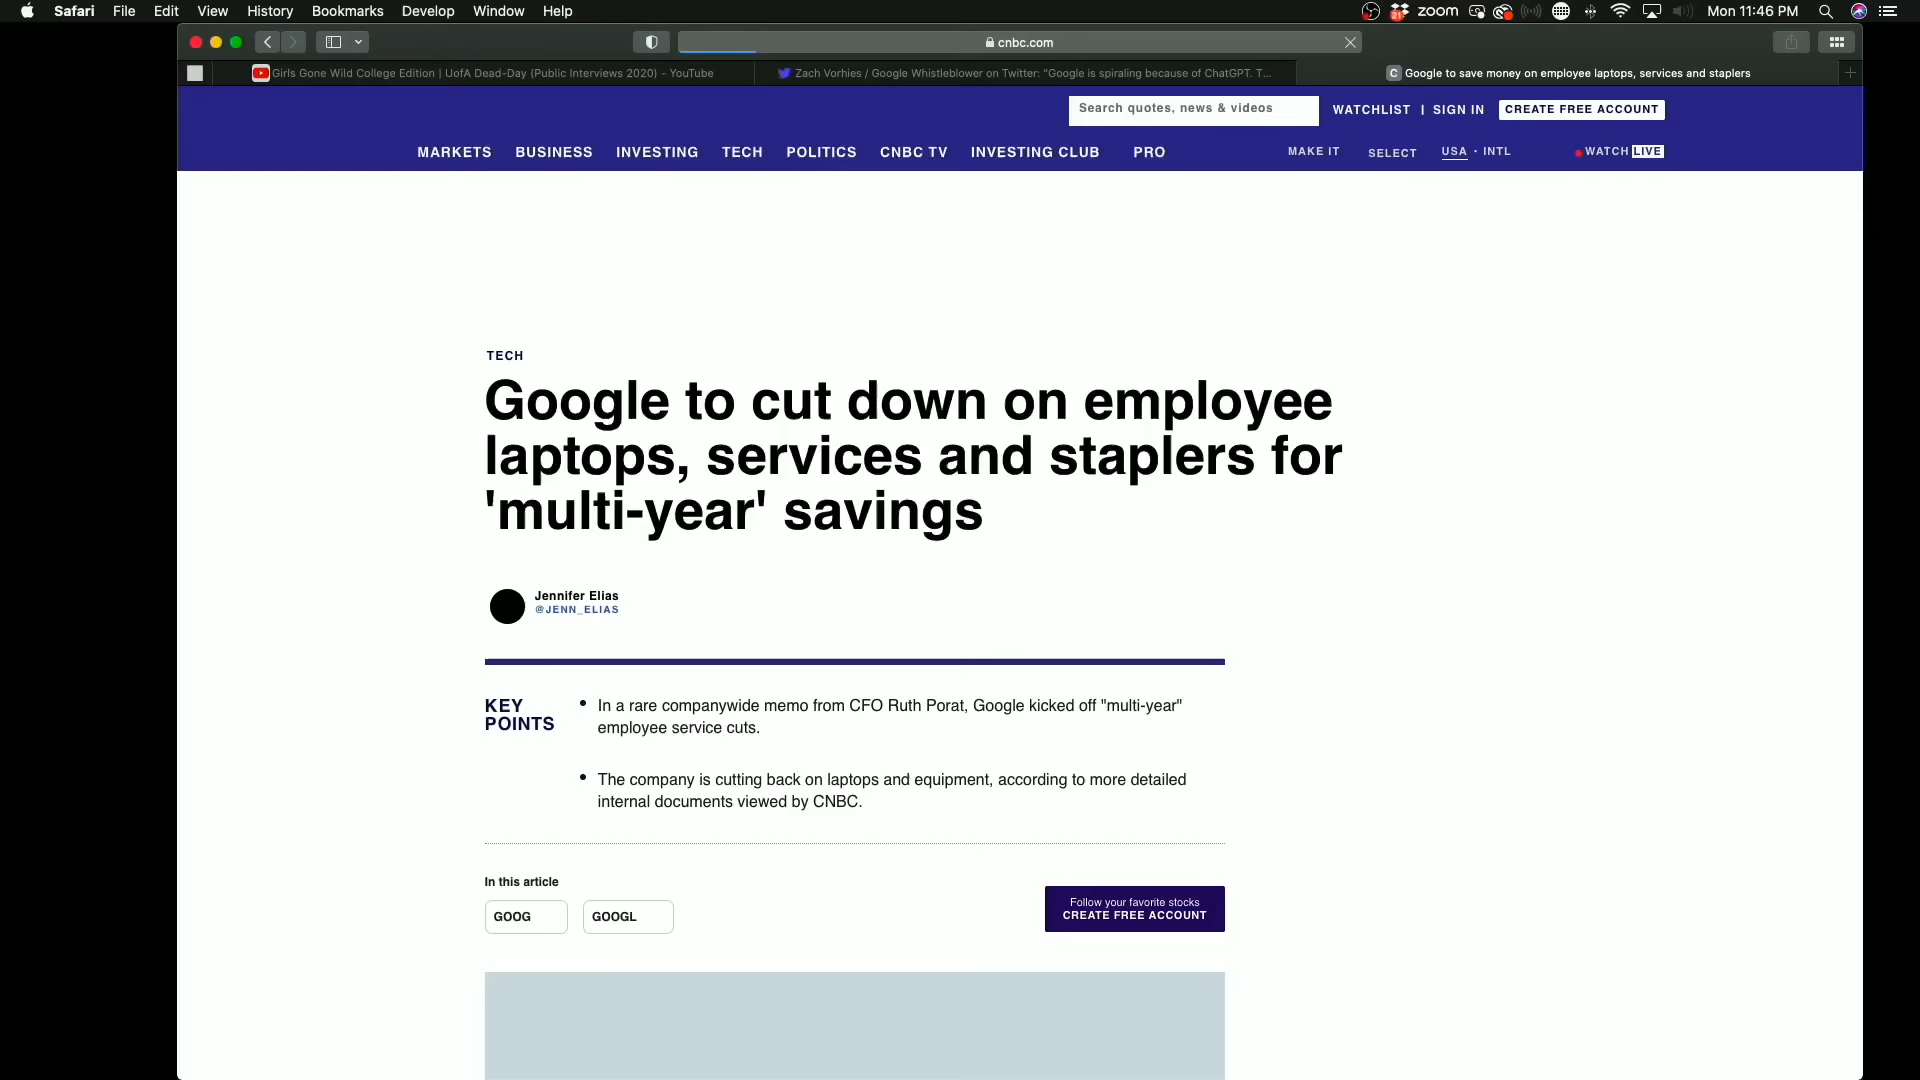 Safari File Edit View History Bookmarks Develop Window Help
21 zoom Mon 11:46 PM
cnbc.com
Girls Gone Wild College Edition | UofA Dead-Day (Public Interviews 2020) - YouTube
Zach Vorhies / Google Whistleblower on Twitter: "Google is spiraling because of ChatGPT. T...
C Google to save money on employee laptops, services and staplers
Search quotes, news & videos
WATCHLIST | SIGN IN CREATE FREE ACCOUNT
MARKETS BUSINESS INVESTING TECH POLITICS CNBC TV INVESTING CLUB PRO
MAKE IT SELECT USA · INTL WATCH LIVE
TECH
Google to cut down on employee
laptops, services and staplers for
'multi-year' savings
Jennifer Elias
@JENN_ELIAS
KEY
POINTS
• In a rare companywide memo from CFO Ruth Porat, Google kicked off "multi-year"
employee service cuts.
• The company is cutting back on laptops and equipment, according to more detailed
internal documents viewed by CNBC.
In this article
GOOG GOOGL
Follow your favorite stocks
CREATE FREE ACCOUNT